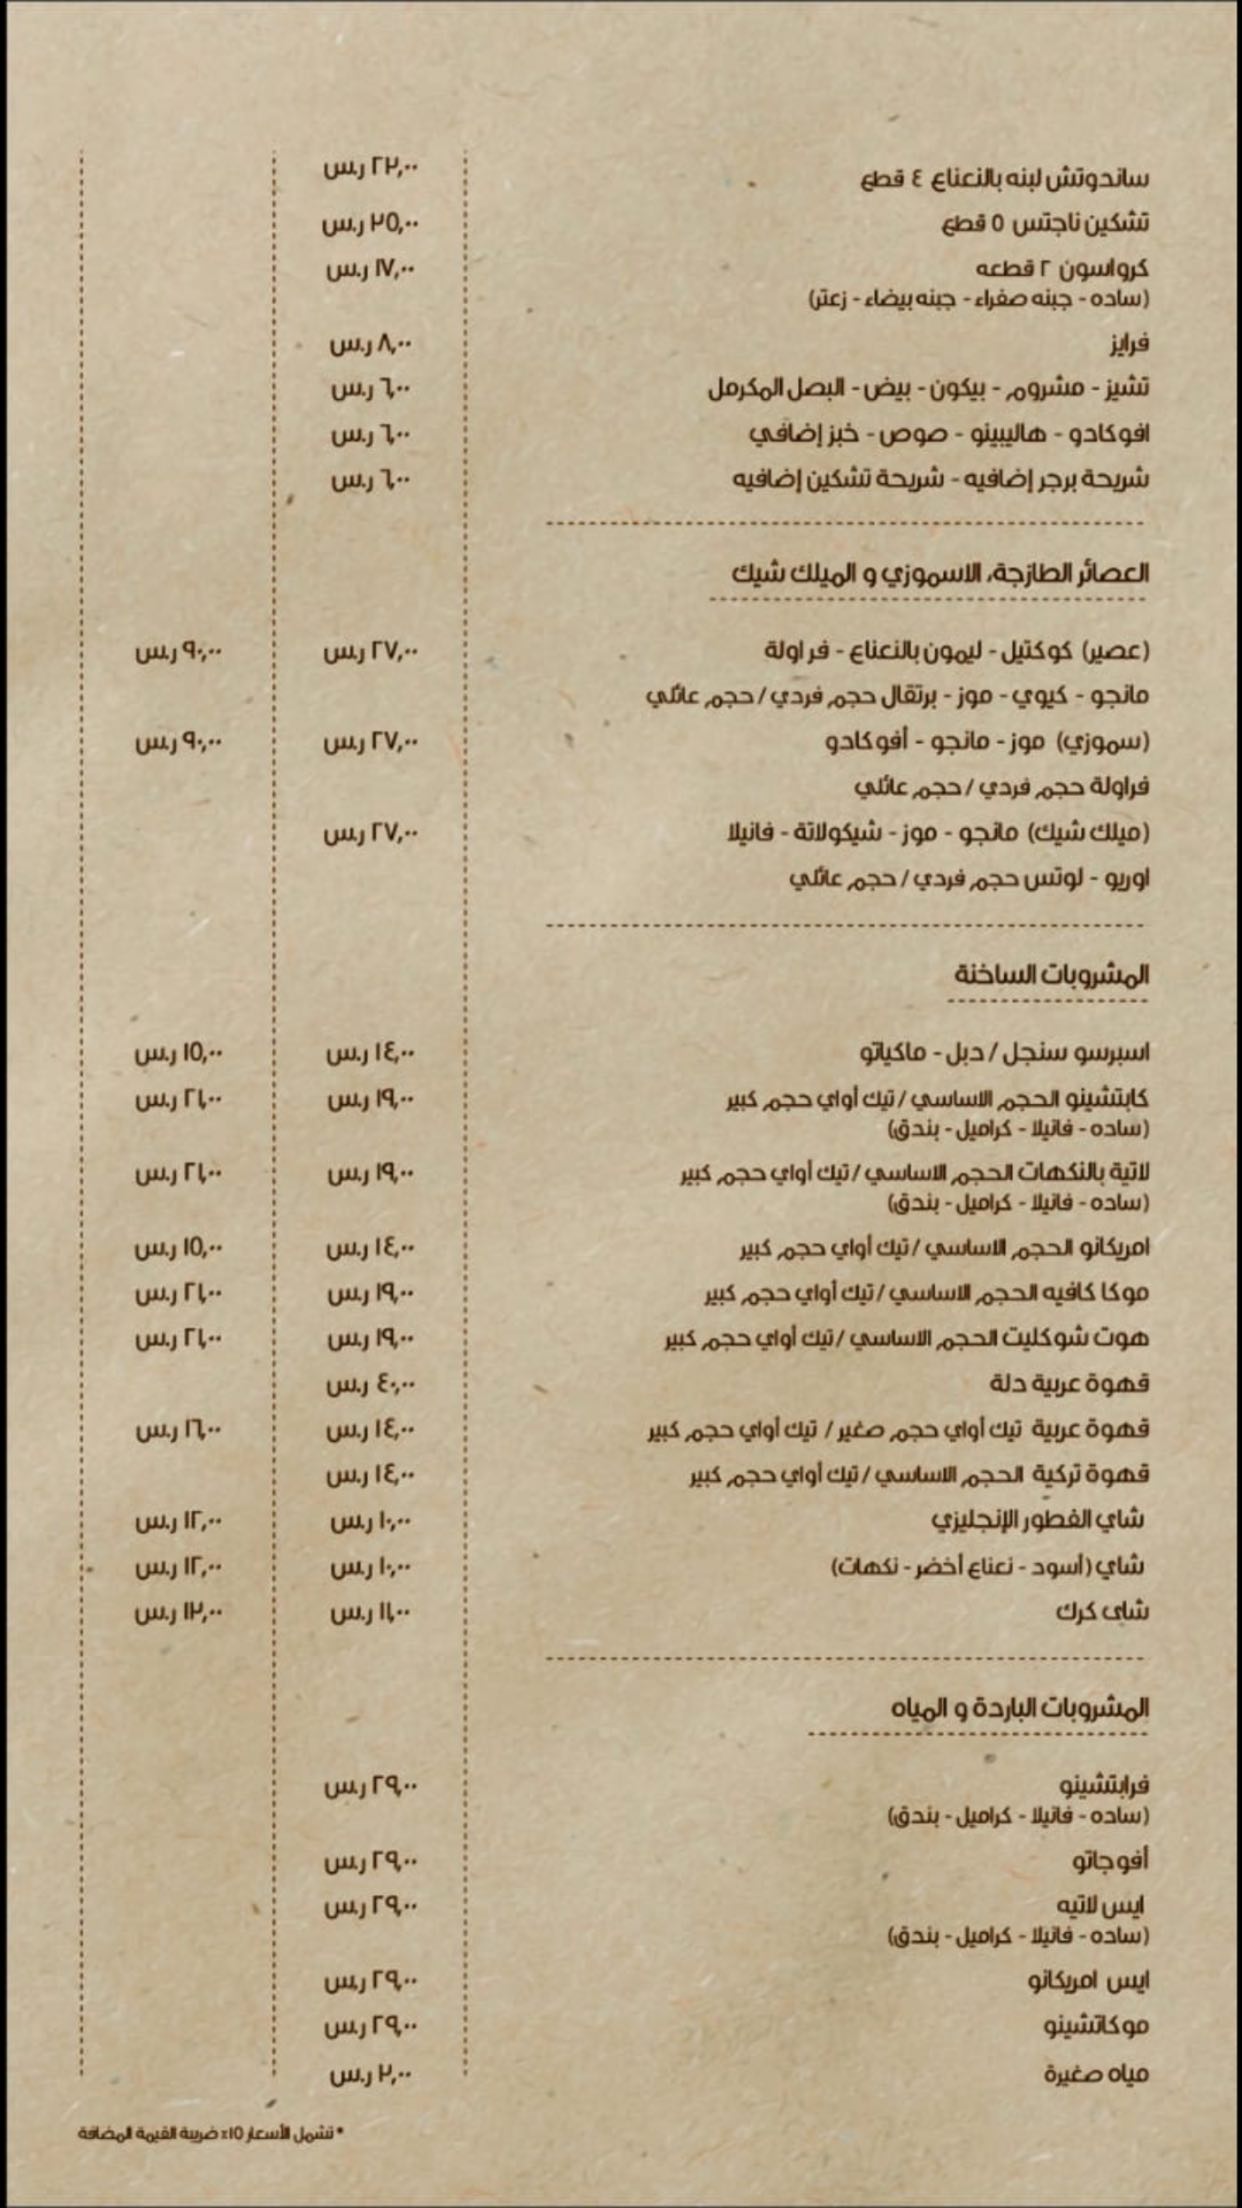 ساندوتش لبنه بالنعناع ٤ قطع ٢٣,٠٠ ر.س
تشكين ناجتس ٥ قطع ٣٥,٠٠ ر.س
كرواسون ٢ قطعه ١٧,٠٠ ر.س
(ساده - جبنه صفراء - جبنه بيضاء - زعتر)
فرايز ٨,٠٠ ر.س
تشيز - مشروم - بيكون - بيض - البصل المكرمل ٦,٠٠ ر.س
افوكادو - هاليبينو - صوص - خبز إضافي ٦,٠٠ ر.س
شريحة برجر إضافيه - شريحة تشكين إضافيه ٦,٠٠ ر.س
العصائر الطازجة، الاسموزي و الميلك شيك
(عصير) كوكتيل - ليمون بالنعناع - فراولة ٢٧,٠٠ ر.س ٩٠,٠٠ ر.س
مانجو - كيوي - موز - برتقال حجم فردي / حجم عائلي
(سموزي) موز - مانجو - أفوكادو ٢٧,٠٠ ر.س ٩٠,٠٠ ر.س
فراولة حجم فردي / حجم عائلي
(ميلك شيك) مانجو - موز - شيكولاتة - فانيلا ٢٧,٠٠ ر.س
اوريو - لوتس حجم فردي / حجم عائلي
المشروبات الساخنة
اسبرسو سنجل / دبل - ماكياتو ١٤,٠٠ ر.س ١٥,٠٠ ر.س
كابتشينو الحجم الاساسي / تيك أواي حجم كبير ١٩,٠٠ ر.س ٢١,٠٠ ر.س
(ساده - فانيلا - كراميل - بندق)
لاتية بالنكهات الحجم الاساسي / تيك أواي حجم كبير ١٩,٠٠ ر.س ٢١,٠٠ ر.س
(ساده - فانيلا - كراميل - بندق)
امريكانو الحجم الاساسي / تيك أواي حجم كبير ١٤,٠٠ ر.س ١٥,٠٠ ر.س
موكا كافيه الحجم الاساسي / تيك أواي حجم كبير ١٩,٠٠ ر.س ٢١,٠٠ ر.س
هوت شوكليت الحجم الاساسي / تيك أواي حجم كبير ١٩,٠٠ ر.س ٢١,٠٠ ر.س
قهوة عربية دلة ٤٠,٠٠ ر.س
قهوة عربية تيك أواي حجم صغير / تيك أواي حجم كبير ١٤,٠٠ ر.س ١٦,٠٠ ر.س
قهوة تركية الحجم الاساسي / تيك أواي حجم كبير ١٤,٠٠ ر.س
شاي الفطور الإنجليزي ١٠,٠٠ ر.س ١٢,٠٠ ر.س
شاي (أسود - نعناع أخضر - نكهات) ١٠,٠٠ ر.س ١٢,٠٠ ر.س
شاى كرك ١١,٠٠ ر.س ١٣,٠٠ ر.س
المشروبات الباردة و المياه
فرابتشينو ٢٩,٠٠ ر.س
(ساده - فانيلا - كراميل - بندق)
أفوجاتو ٢٩,٠٠ ر.س
ايس لاتيه ٢٩,٠٠ ر.س
(ساده - فانيلا - كراميل - بندق)
ايس امريكانو ٢٩,٠٠ ر.س
موكاتشينو ٢٩,٠٠ ر.س
مياه صغيرة ٣,٠٠ ر.س
* تشمل الأسعار ١٥٪ ضريبة القيمة المضافة